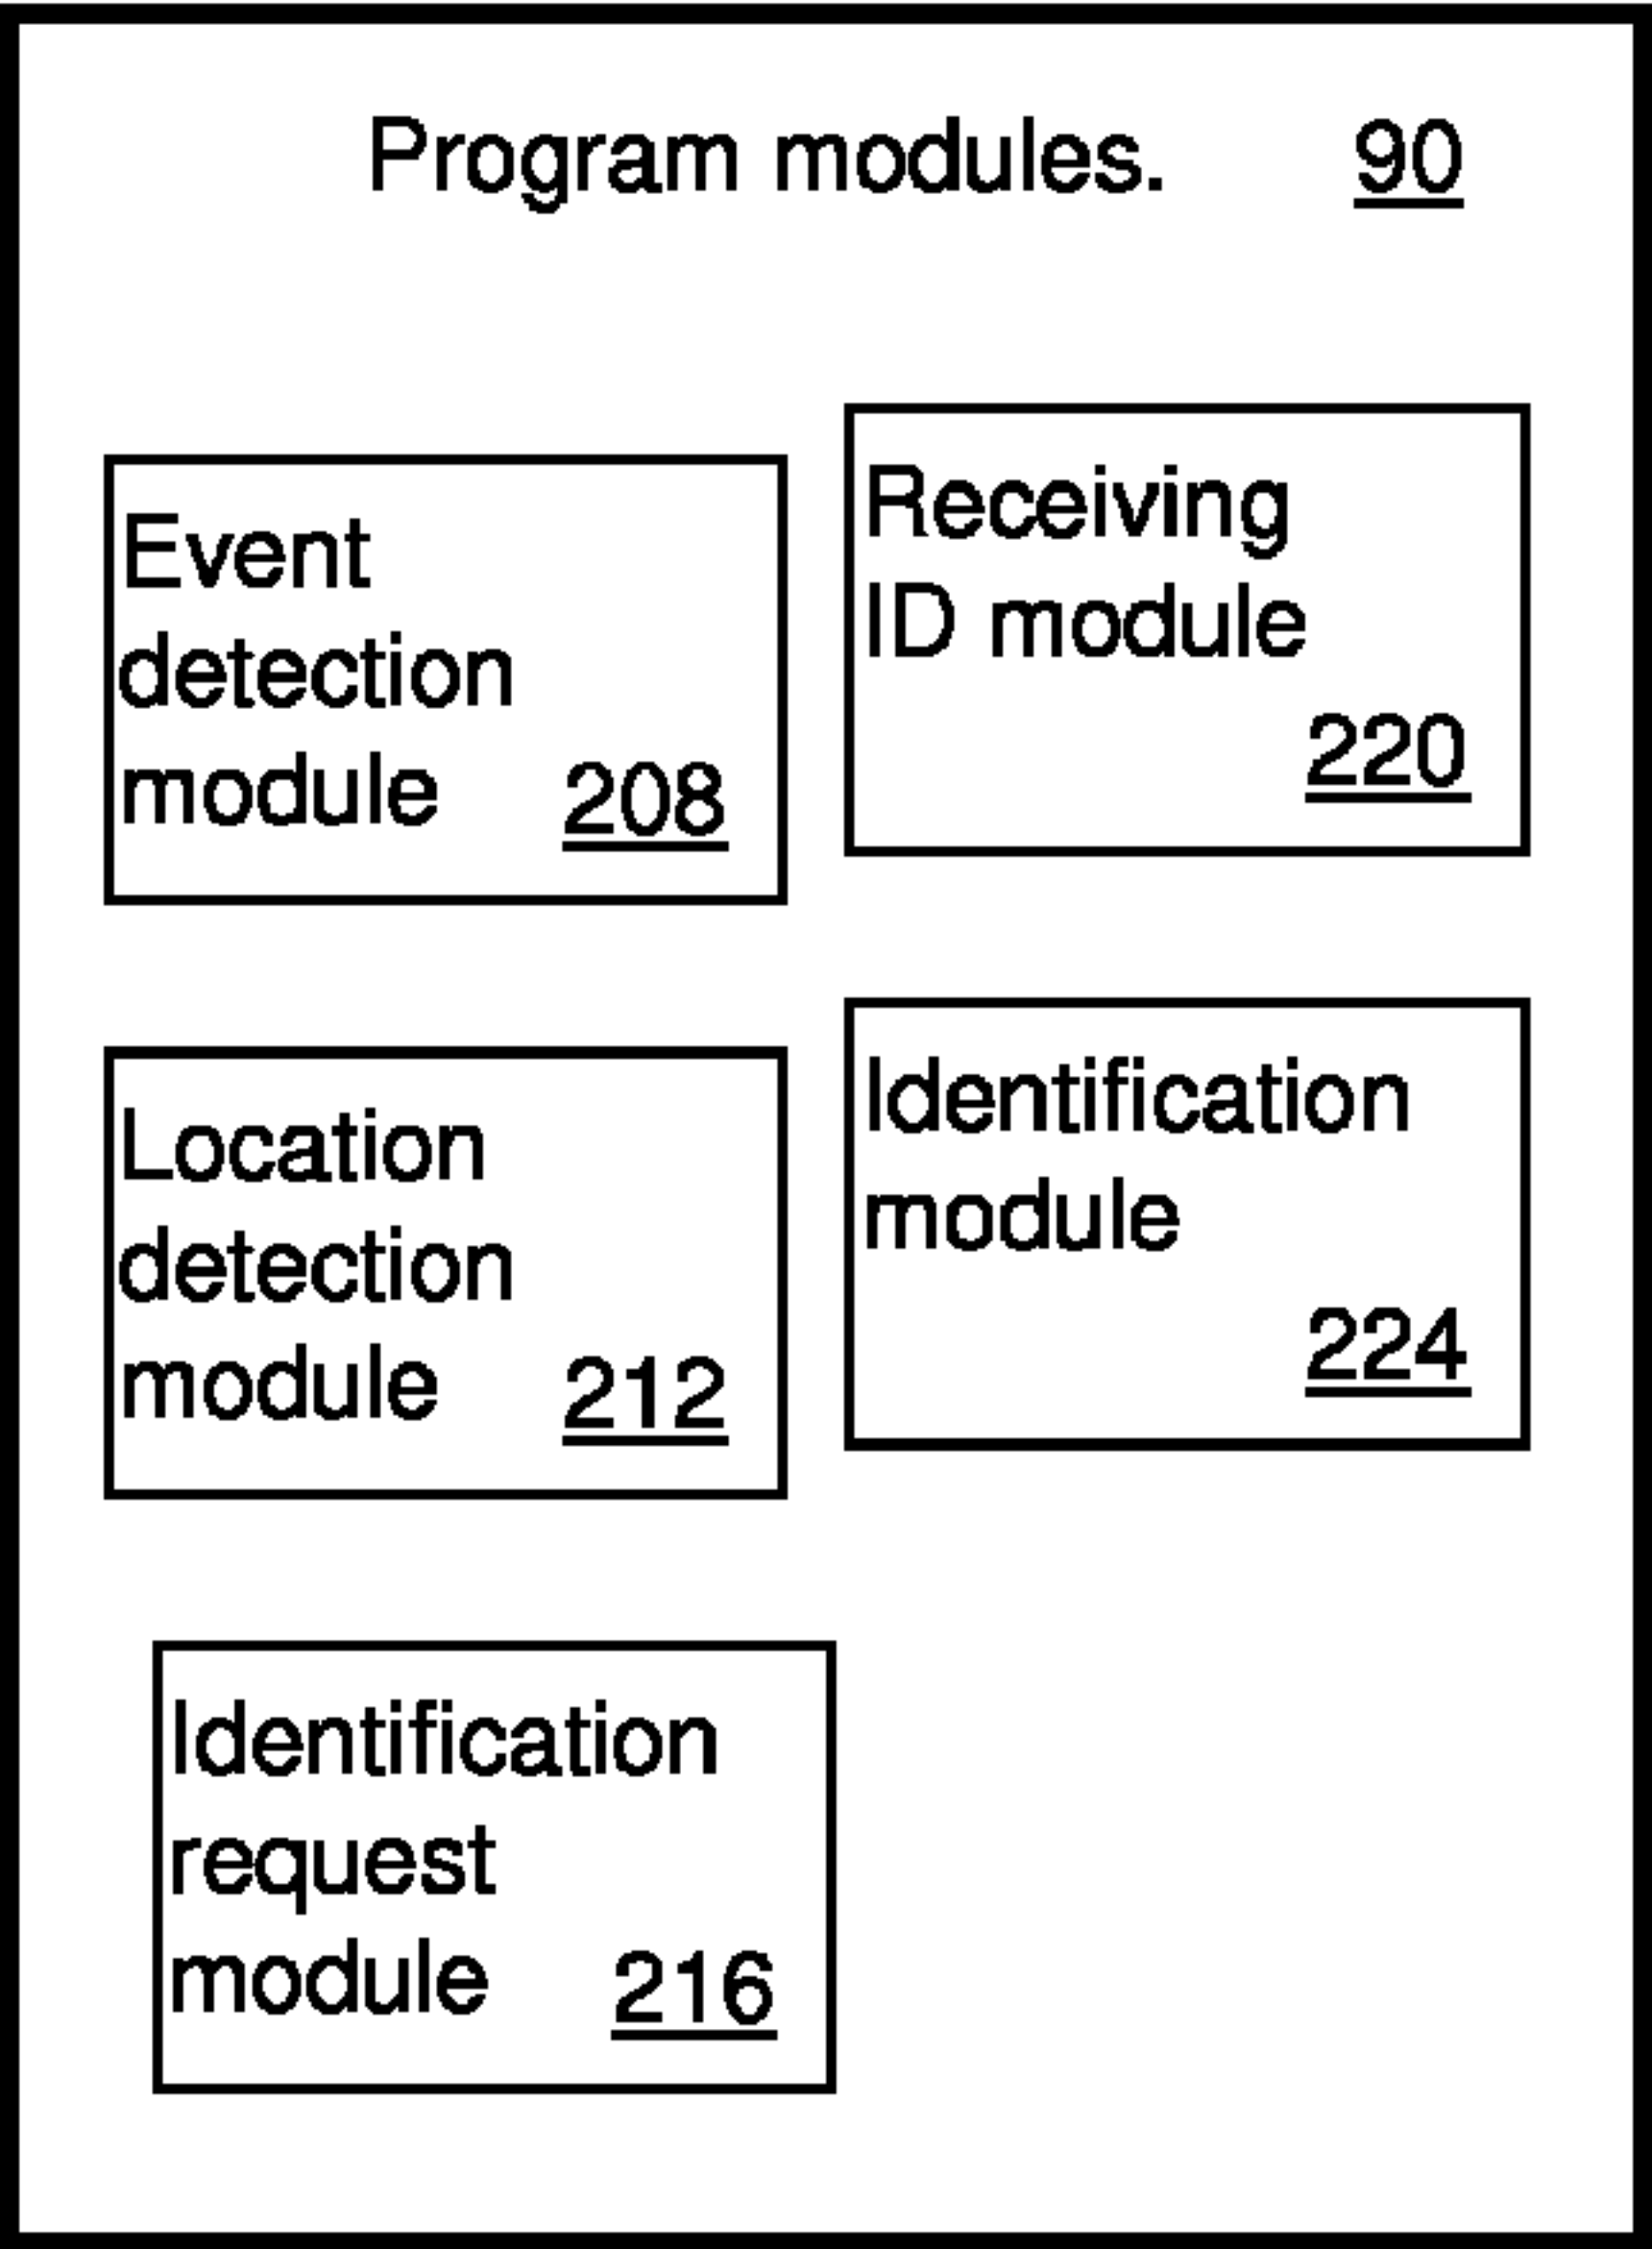 Program modules. 90
Event
detection
module 208
Receiving
ID module
220
Location
detection
module 212
Identification
module
224
Identification
request
module 216